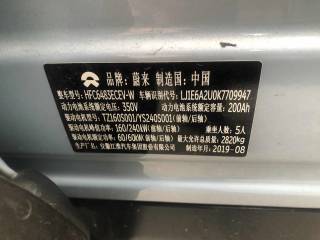 品牌：蔚来 制造国：中国
整车型号：HFC6483ECEV-W 车辆识别代号：LJ1E6A2U0K7709947
动力电池系统额定电压：350V 动力电池系统额定容量：200Ah
驱动电机型号：TZ160S001/YS240S001(前轴/后轴)
驱动电机峰值功率：160/240kW(前轴/后轴) 乘坐人数：5人
驱动电机额定功率：60/60kW(前轴/后轴) 最大允许总质量：2820kg
公司名称：安徽江淮汽车集团股份有限公司 制造年月：2019-08